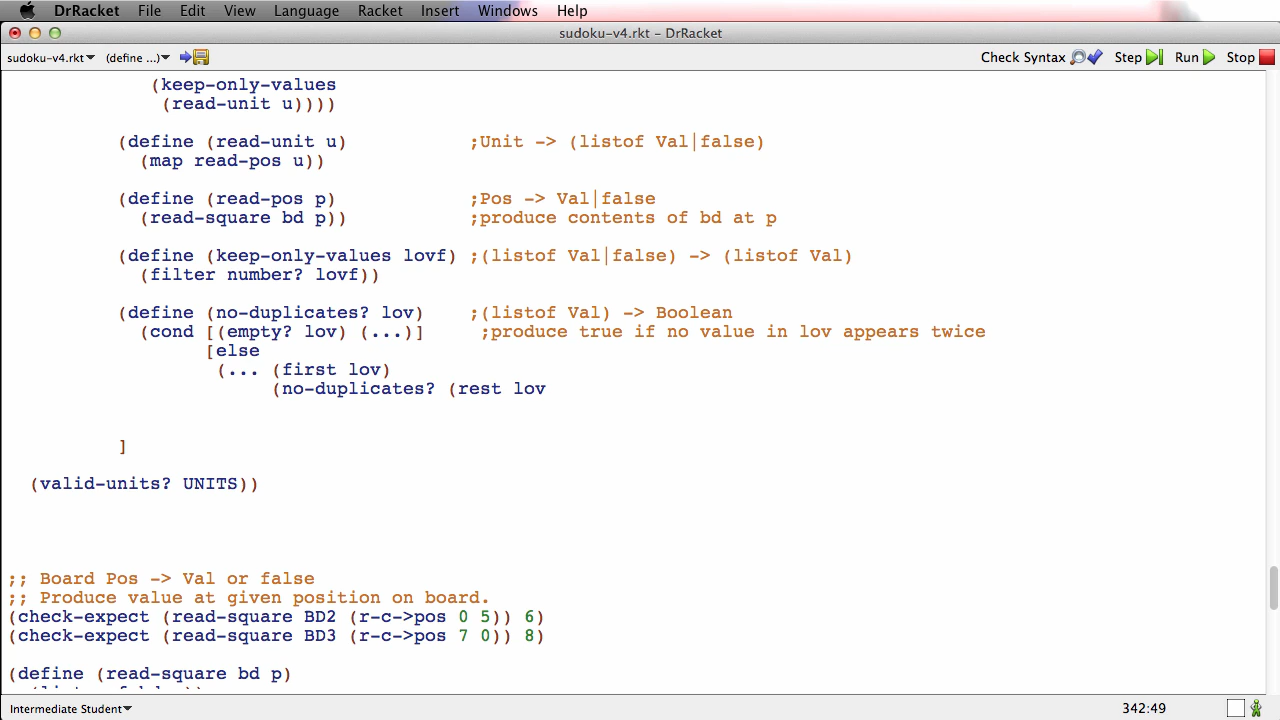 DrRacket File Edit View Language Racket Insert Windows Help
sudoku-v4.rkt - DrRacket
sudoku-v4.rkt (define ...) Check Syntax Step Run Stop
(keep-only-values
(read-unit u))))
(define (read-unit u) ;Unit -> (listof Val|false)
(map read-pos u))
(define (read-pos p) ;Pos -> Val|false
(read-square bd p)) ;produce contents of bd at p
(define (keep-only-values lovf) ;(listof Val|false) -> (listof Val)
(filter number? lovf))
(define (no-duplicates? lov) ;(listof Val) -> Boolean
(cond [(empty? lov) (...)] ;produce true if no value in lov appears twice
[else
(... (first lov)
(no-duplicates? (rest lov
]
(valid-units? UNITS))
;; Board Pos -> Val or false
;; Produce value at given position on board.
(check-expect (read-square BD2 (r-c->pos 0 5)) 6)
(check-expect (read-square BD3 (r-c->pos 7 0)) 8)
(define (read-square bd p)
Intermediate Student 342:49